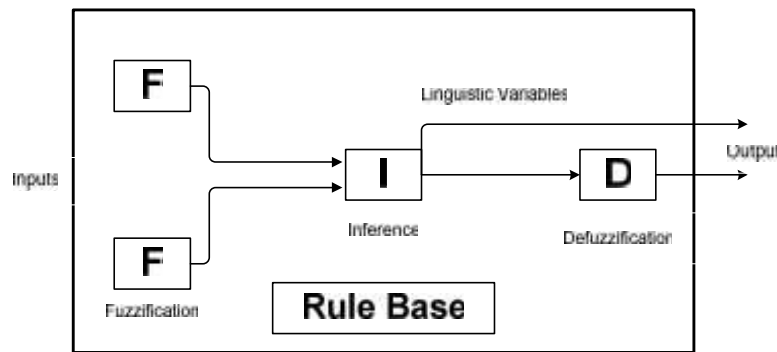 F
Linguistic Variables
Output
I
D
Inputs
Inference
Defuzzification
F
Fuzzification
Rule Base